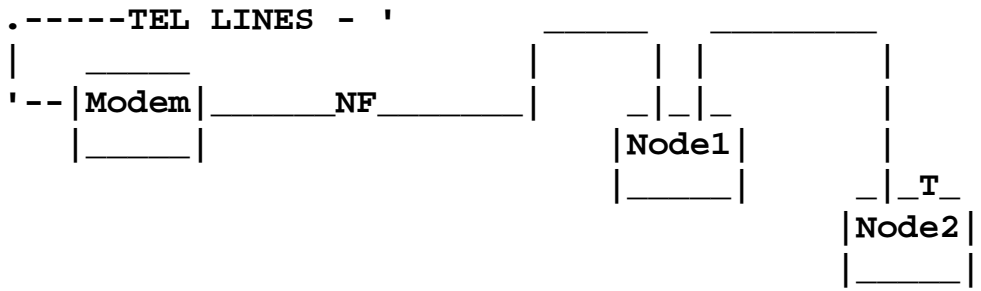 TEL LINES
Modem NF
Node1
T
Node2